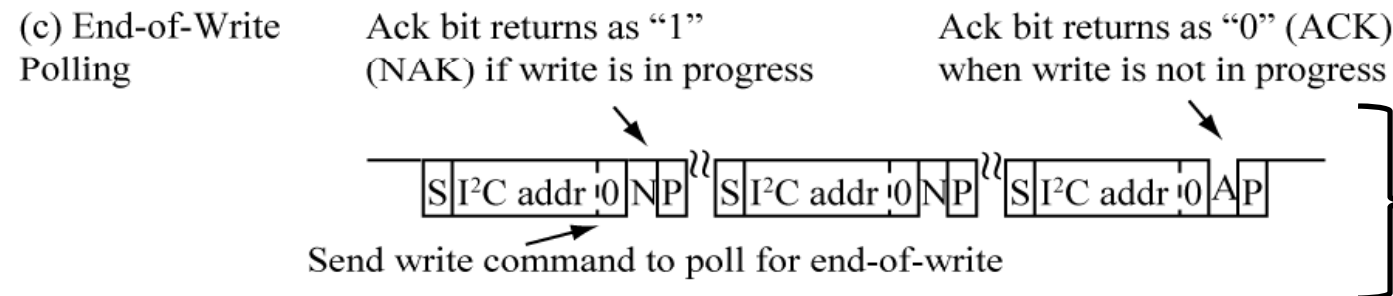 (c) End-of-Write
Polling
Ack bit returns as “1”
(NAK) if write is in progress
Ack bit returns as “0” (ACK)
when write is not in progress
S I²C addr 0 N P S I²C addr 0 N P S I²C addr 0 A P
Send write command to poll for end-of-write